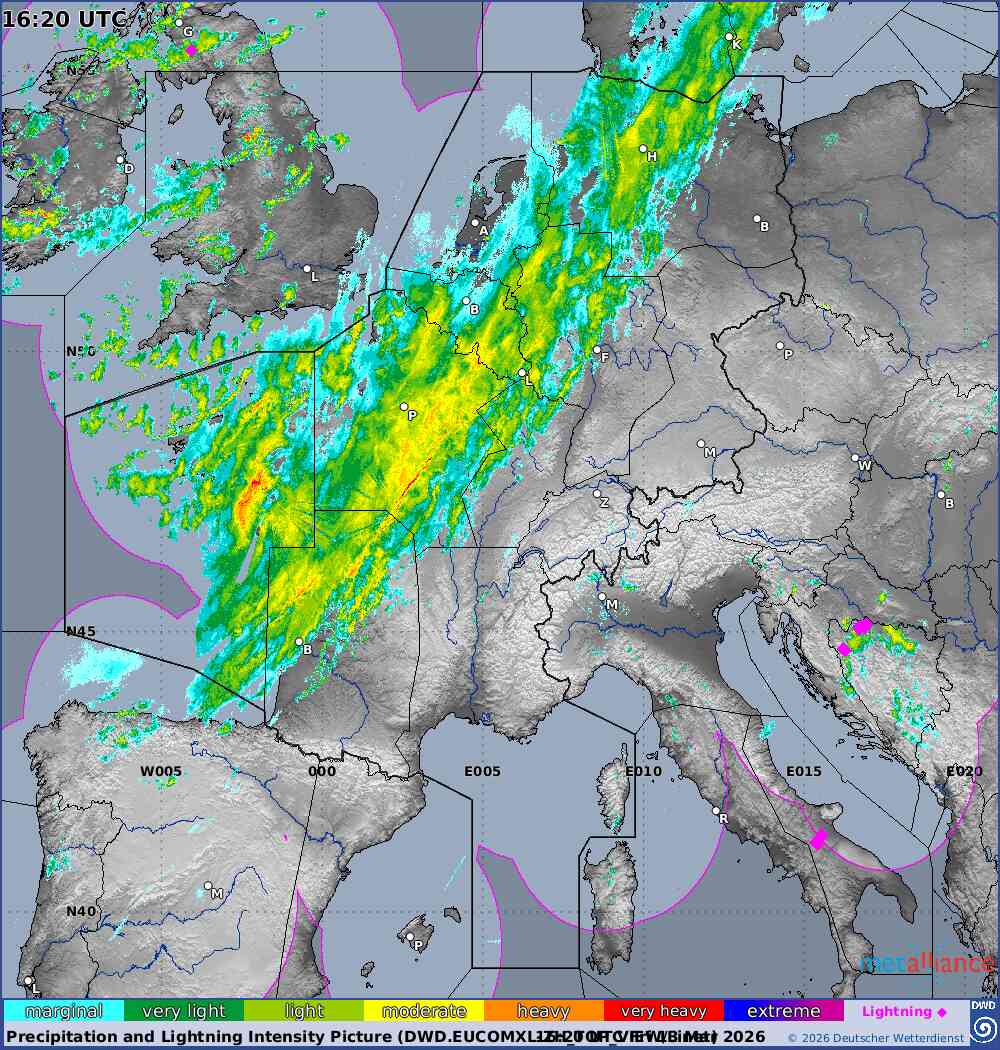 16:20 UTC
G
K
N55
H
D
A
B
L
B
N50
F
P
L
P
M
W
Z
B
M
N45
B
W005
000
E005
E010
E015
E020
R
M
N40
P
L
metalliance
marginal
very light
light
moderate
heavy
very heavy
extreme
Lightning
DWD
Precipitation and Lightning Intensity Picture
2026
© 2026 Deutscher Wetterdienst